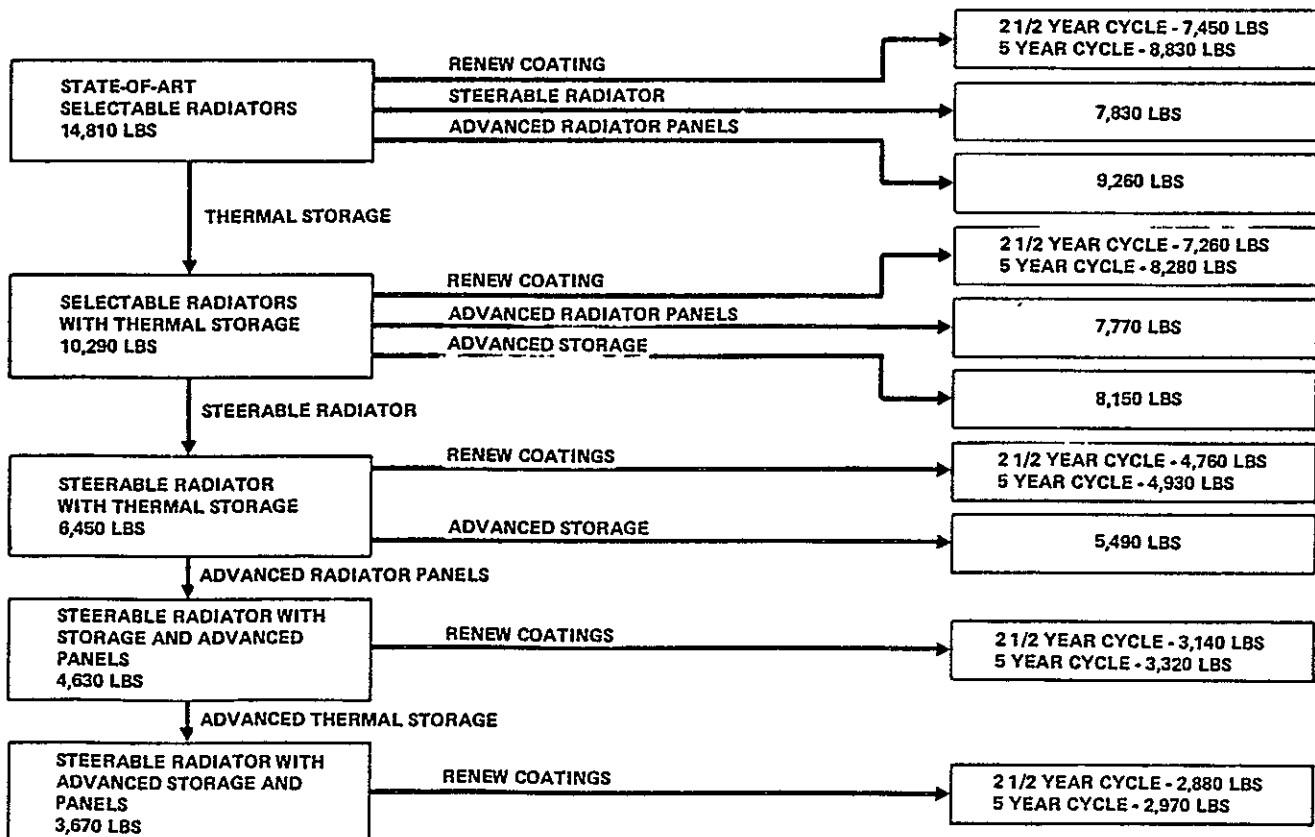 STATE-OF-ART
SELECTABLE RADIATORS
14,810 LBS
RENEW COATING
2 1/2 YEAR CYCLE - 7,450 LBS
5 YEAR CYCLE - 8,830 LBS
STEERABLE RADIATOR
7,830 LBS
ADVANCED RADIATOR PANELS
9,260 LBS
THERMAL STORAGE
SELECTABLE RADIATORS
WITH THERMAL STORAGE
10,290 LBS
RENEW COATING
2 1/2 YEAR CYCLE - 7,260 LBS
5 YEAR CYCLE - 8,280 LBS
ADVANCED RADIATOR PANELS
7,770 LBS
ADVANCED STORAGE
8,150 LBS
STEERABLE RADIATOR
STEERABLE RADIATOR
WITH THERMAL STORAGE
6,450 LBS
RENEW COATINGS
2 1/2 YEAR CYCLE - 4,760 LBS
5 YEAR CYCLE - 4,930 LBS
ADVANCED STORAGE
5,490 LBS
ADVANCED RADIATOR PANELS
STEERABLE RADIATOR WITH
STORAGE AND ADVANCED
PANELS
4,630 LBS
RENEW COATINGS
2 1/2 YEAR CYCLE - 3,140 LBS
5 YEAR CYCLE - 3,320 LBS
ADVANCED THERMAL STORAGE
STEERABLE RADIATOR WITH
ADVANCED STORAGE AND
PANELS
3,670 LBS
RENEW COATINGS
2 1/2 YEAR CYCLE - 2,880 LBS
5 YEAR CYCLE - 2,970 LBS